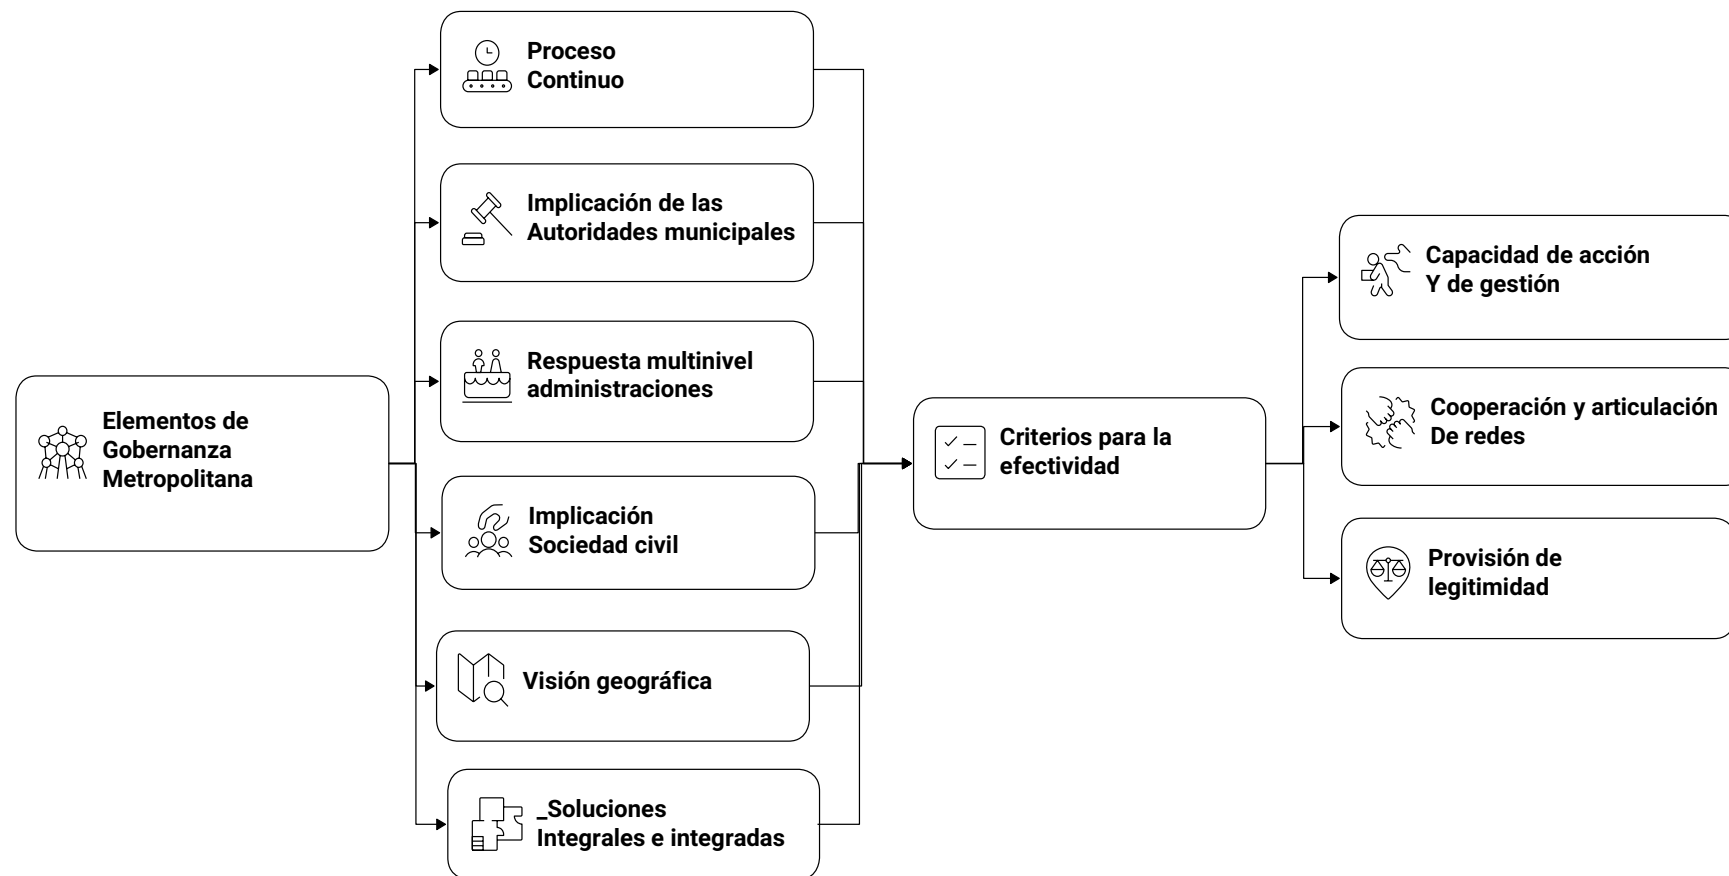 Elementos de
Gobernanza
Metropolitana
Proceso
Continuo
Implicación de las
Autoridades municipales
Respuesta multinivel
administraciones
Implicación
Sociedad civil
Visión geográfica
_Soluciones
Integrales e integradas
Criterios para la
efectividad
Capacidad de acción
Y de gestión
Cooperación y articulación
De redes
Provisión de
legitimidad